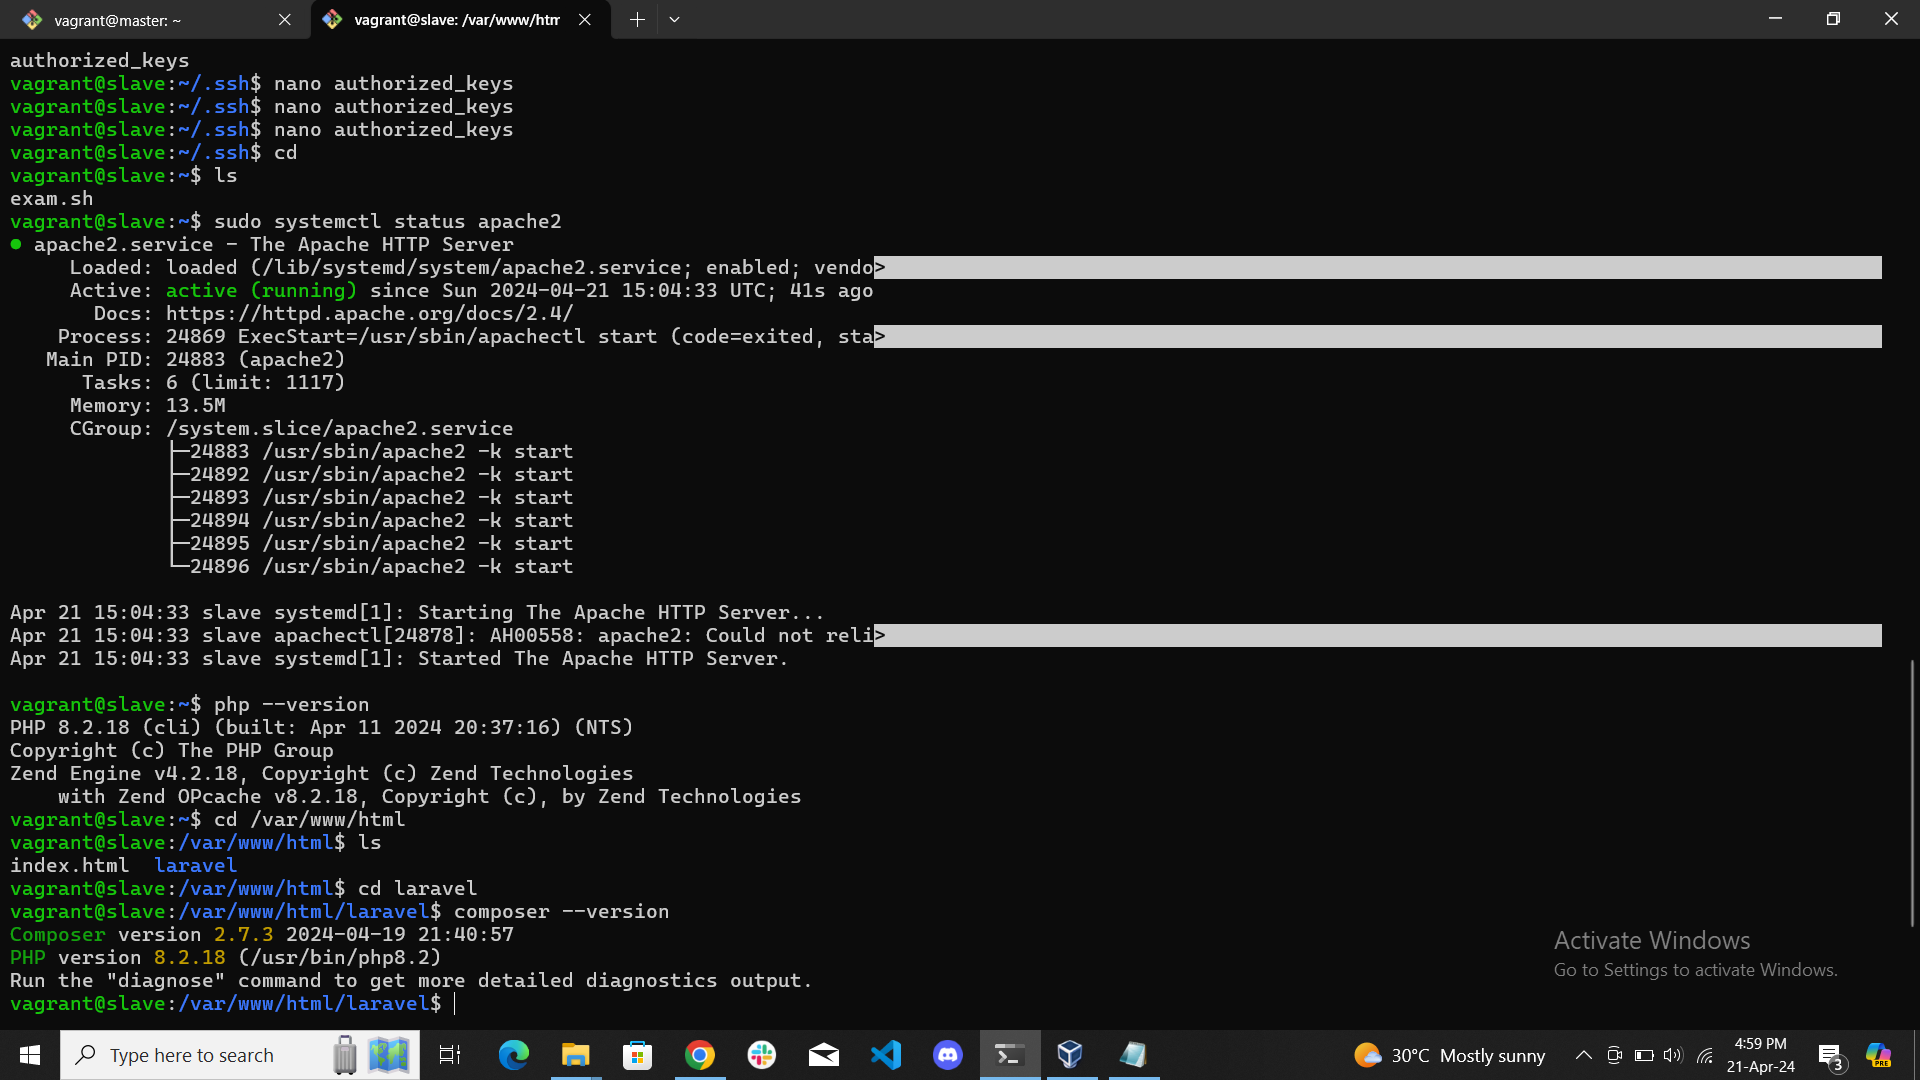 vagrant@master: ~
vagrant@slave: /var/www/htm
authorized_keys
vagrant@slave:~/.ssh$ nano authorized_keys
vagrant@slave:~/.ssh$ nano authorized_keys
vagrant@slave:~/.ssh$ nano authorized_keys
vagrant@slave:~/.ssh$ cd
vagrant@slave:~$ ls
exam.sh
vagrant@slave:~$ sudo systemctl status apache2
● apache2.service - The Apache HTTP Server
Loaded: loaded (/lib/systemd/system/apache2.service; enabled; vendo>
Active: active (running) since Sun 2024-04-21 15:04:33 UTC; 41s ago
Docs: https://httpd.apache.org/docs/2.4/
Process: 24869 ExecStart=/usr/sbin/apachectl start (code=exited, sta>
Main PID: 24883 (apache2)
Tasks: 6 (limit: 1117)
Memory: 13.5M
CGroup: /system.slice/apache2.service
├─24883 /usr/sbin/apache2 -k start
├─24892 /usr/sbin/apache2 -k start
├─24893 /usr/sbin/apache2 -k start
├─24894 /usr/sbin/apache2 -k start
├─24895 /usr/sbin/apache2 -k start
└─24896 /usr/sbin/apache2 -k start
Apr 21 15:04:33 slave systemd[1]: Starting The Apache HTTP Server...
Apr 21 15:04:33 slave apachectl[24878]: AH00558: apache2: Could not reli>
Apr 21 15:04:33 slave systemd[1]: Started The Apache HTTP Server.
vagrant@slave:~$ php --version
PHP 8.2.18 (cli) (built: Apr 11 2024 20:37:16) (NTS)
Copyright (c) The PHP Group
Zend Engine v4.2.18, Copyright (c) Zend Technologies
with Zend OPcache v8.2.18, Copyright (c), by Zend Technologies
vagrant@slave:~$ cd /var/www/html
vagrant@slave:/var/www/html$ ls
index.html  laravel
vagrant@slave:/var/www/html$ cd laravel
vagrant@slave:/var/www/html/laravel$ composer --version
Composer version 2.7.3 2024-04-19 21:40:57
PHP version 8.2.18 (/usr/bin/php8.2)
Run the "diagnose" command to get more detailed diagnostics output.
vagrant@slave:/var/www/html/laravel$
Activate Windows
Go to Settings to activate Windows.
Type here to search
30°C Mostly sunny
4:59 PM
21-Apr-24
3
PRE